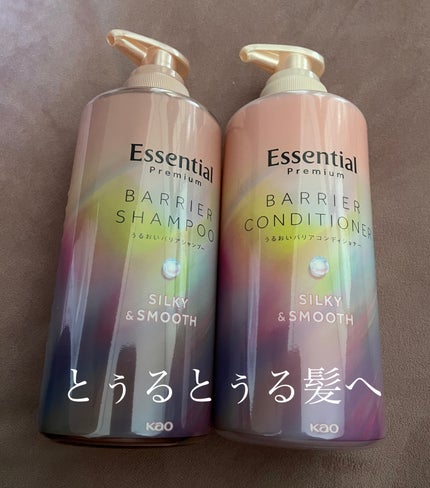 Essential
Premium
BARRIER
SHAMPOO
うるおいバリアシャンプー
SILKY
&SMOOTH
Kao
Essential
Premium
BARRIER
CONDITIONER
うるおいバリアコンディショナー
SILKY
&SMOOTH
Kao
とぅるとぅる髪へ